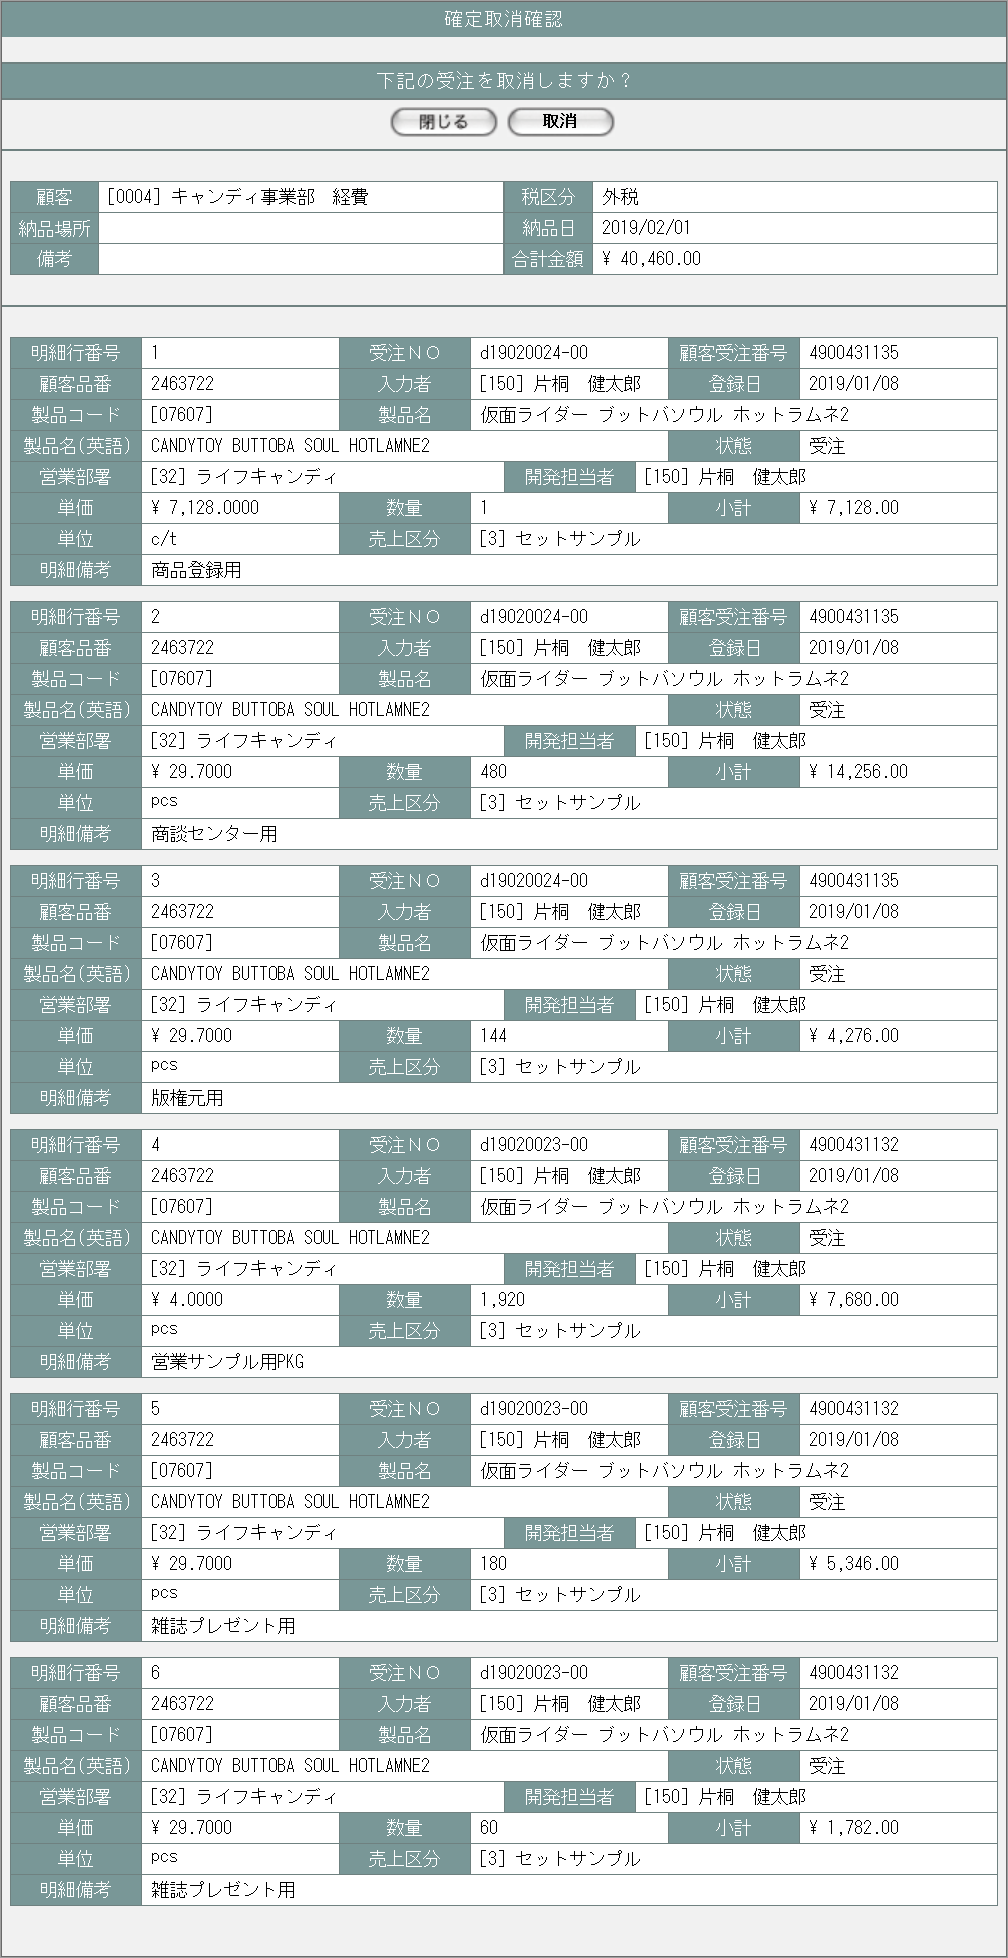 確定取消確認
下記の受注を取消しますか？
閉じる 取消
顧客 [0004] キャンディ事業部　経費 税区分 外税
納品場所 納品日 2019/02/01
備考 合計金額 ¥ 40,460.00
明細行番号 1 受注ＮＯ d19020024-00 顧客受注番号 4900431135
顧客品番 2463722 入力者 [150] 片桐　健太郎 登録日 2019/01/08
製品コード [07607] 製品名 仮面ライダー ブットバソウル ホットラムネ2
製品名(英語) CANDYTOY BUTTOBA SOUL HOTLAMNE2 状態 受注
営業部署 [32] ライフキャンディ 開発担当者 [150] 片桐　健太郎
単価 ¥ 7,128.0000 数量 1 小計 ¥ 7,128.00
単位 c/t 売上区分 [3] セットサンプル
明細備考 商品登録用
明細行番号 2 受注ＮＯ d19020024-00 顧客受注番号 4900431135
顧客品番 2463722 入力者 [150] 片桐　健太郎 登録日 2019/01/08
製品コード [07607] 製品名 仮面ライダー ブットバソウル ホットラムネ2
製品名(英語) CANDYTOY BUTTOBA SOUL HOTLAMNE2 状態 受注
営業部署 [32] ライフキャンディ 開発担当者 [150] 片桐　健太郎
単価 ¥ 29.7000 数量 480 小計 ¥ 14,256.00
単位 pcs 売上区分 [3] セットサンプル
明細備考 商談センター用
明細行番号 3 受注ＮＯ d19020024-00 顧客受注番号 4900431135
顧客品番 2463722 入力者 [150] 片桐　健太郎 登録日 2019/01/08
製品コード [07607] 製品名 仮面ライダー ブットバソウル ホットラムネ2
製品名(英語) CANDYTOY BUTTOBA SOUL HOTLAMNE2 状態 受注
営業部署 [32] ライフキャンディ 開発担当者 [150] 片桐　健太郎
単価 ¥ 29.7000 数量 144 小計 ¥ 4,276.00
単位 pcs 売上区分 [3] セットサンプル
明細備考 版権元用
明細行番号 4 受注ＮＯ d19020023-00 顧客受注番号 4900431132
顧客品番 2463722 入力者 [150] 片桐　健太郎 登録日 2019/01/08
製品コード [07607] 製品名 仮面ライダー ブットバソウル ホットラムネ2
製品名(英語) CANDYTOY BUTTOBA SOUL HOTLAMNE2 状態 受注
営業部署 [32] ライフキャンディ 開発担当者 [150] 片桐　健太郎
単価 ¥ 4.0000 数量 1,920 小計 ¥ 7,680.00
単位 pcs 売上区分 [3] セットサンプル
明細備考 営業サンプル用PKG
明細行番号 5 受注ＮＯ d19020023-00 顧客受注番号 4900431132
顧客品番 2463722 入力者 [150] 片桐　健太郎 登録日 2019/01/08
製品コード [07607] 製品名 仮面ライダー ブットバソウル ホットラムネ2
製品名(英語) CANDYTOY BUTTOBA SOUL HOTLAMNE2 状態 受注
営業部署 [32] ライフキャンディ 開発担当者 [150] 片桐　健太郎
単価 ¥ 29.7000 数量 180 小計 ¥ 5,346.00
単位 pcs 売上区分 [3] セットサンプル
明細備考 雑誌プレゼント用
明細行番号 6 受注ＮＯ d19020023-00 顧客受注番号 4900431132
顧客品番 2463722 入力者 [150] 片桐　健太郎 登録日 2019/01/08
製品コード [07607] 製品名 仮面ライダー ブットバソウル ホットラムネ2
製品名(英語) CANDYTOY BUTTOBA SOUL HOTLAMNE2 状態 受注
営業部署 [32] ライフキャンディ 開発担当者 [150] 片桐　健太郎
単価 ¥ 29.7000 数量 60 小計 ¥ 1,782.00
単位 pcs 売上区分 [3] セットサンプル
明細備考 雑誌プレゼント用